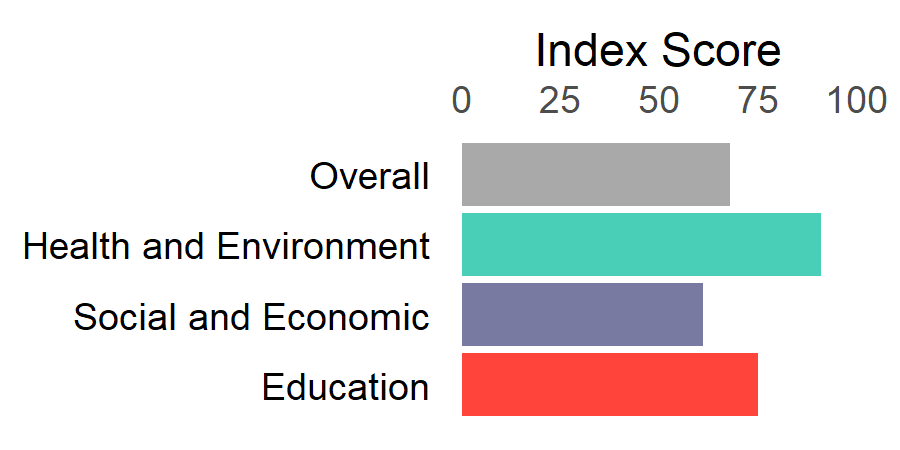 Index Score
0 25 50 75 100
Overall
Health and Environment
Social and Economic
Education